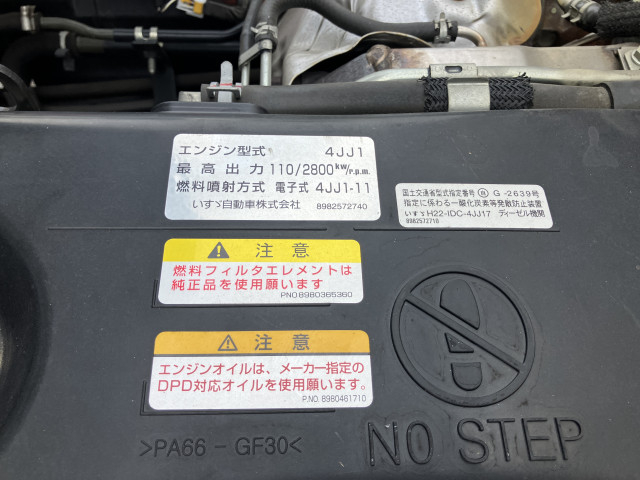 エンジン型式 4JJ1
最高出力 110/2800kW/r.p.m.
燃料噴射方式 電子式 4JJ1-11
いすゞ自動車株式会社 8982572740
国土交通省型式指定番号 G-2639号
指定に係わる一酸化炭素等発散防止装置
いすゞH22-IDC-4JJ17 ディーゼル機関
8982572710
注意
燃料フィルタエレメントは
純正品を使用願います
P.NO 8980365360
注意
エンジンオイルは、メーカー指定の
DPD対応オイルを使用願います。
P.NO. 8980461710
>PA66-GF30<
NO STEP